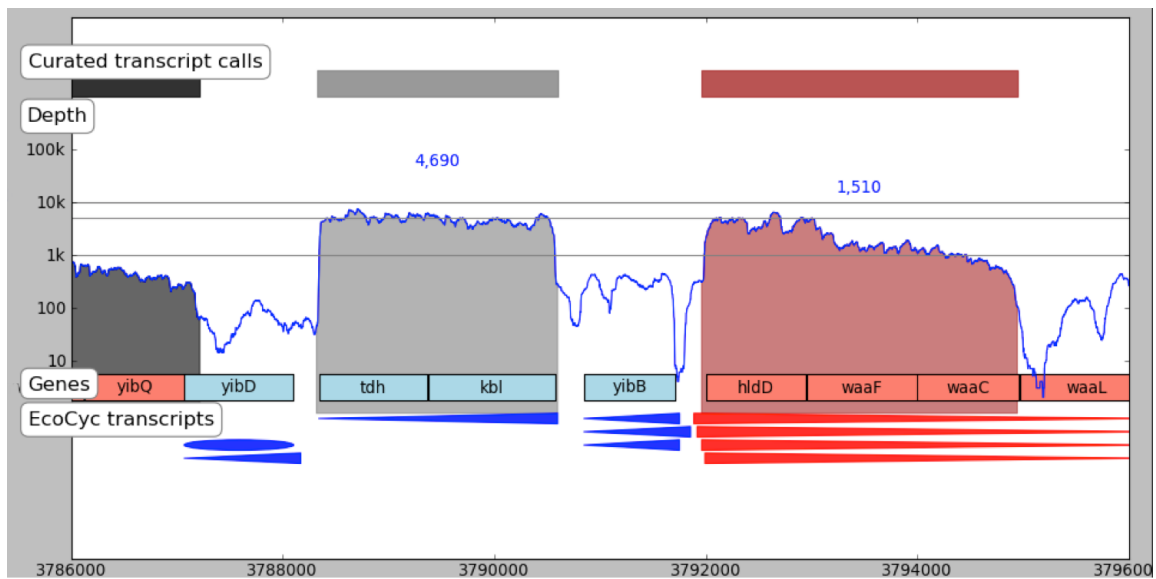 Curated transcript calls
Depth
100k
4,690
1,510
10k
1k
100
10
Genes
yibQ
yibD
tdh
kbl
yibB
hldD
waaF
waaC
waaL
EcoCyc transcripts
3786000
3788000
3790000
3792000
3794000
379600